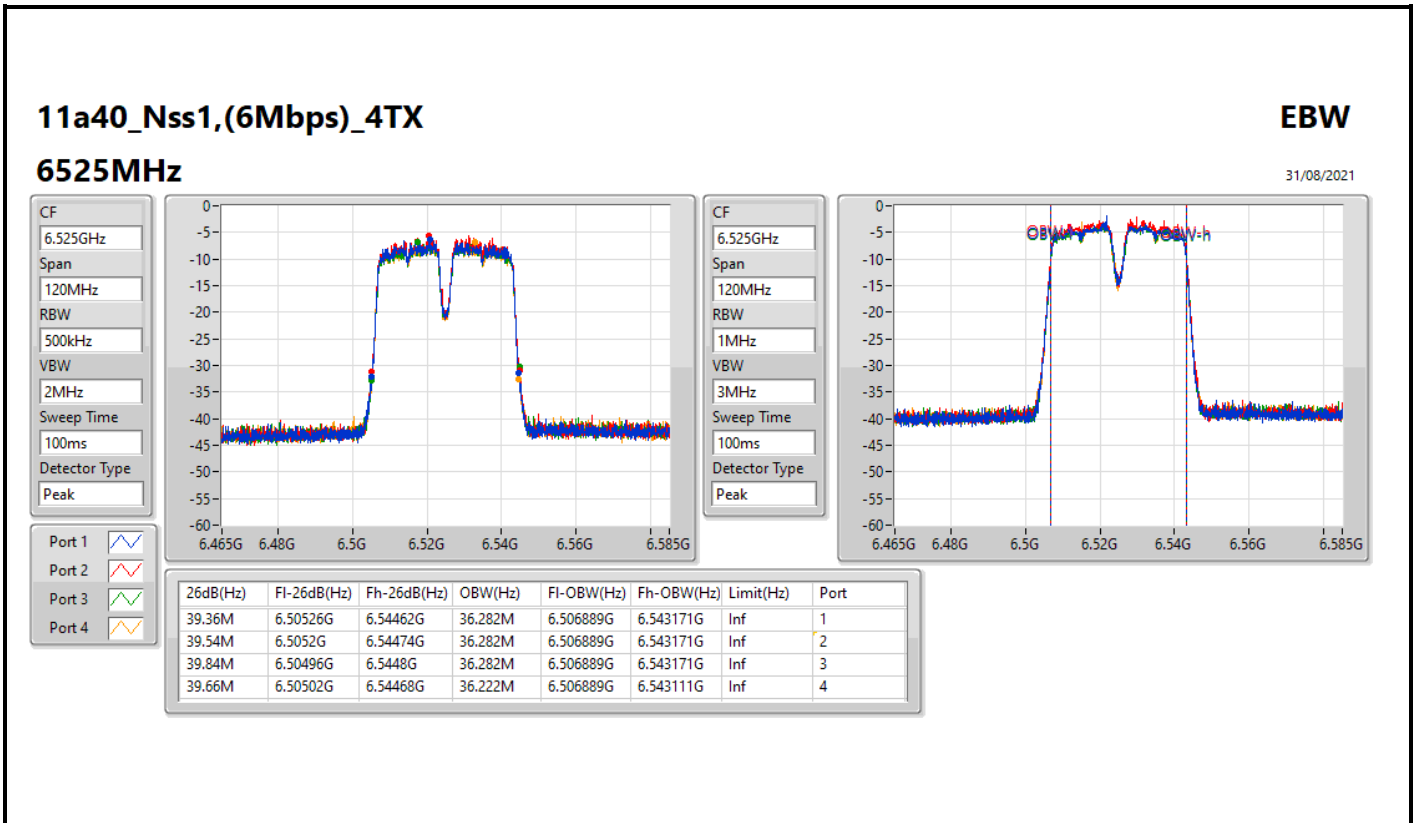 11a40_Nss1,(6Mbps)_4TX
EBW
6525MHz
31/08/2021
CF
6.525GHz
Span
120MHz
RBW
500kHz
VBW
2MHz
Sweep Time
100ms
Detector Type
Peak
0
-5
-10
-15
-20
-25
-30
-35
-40
-45
-50
-55
-60
6.465G 6.48G 6.5G 6.52G 6.54G 6.56G 6.585G
CF
6.525GHz
Span
120MHz
RBW
1MHz
VBW
3MHz
Sweep Time
100ms
Detector Type
Peak
0
-5
-10
-15
-20
-25
-30
-35
-40
-45
-50
-55
-60
6.465G 6.48G 6.5G 6.52G 6.54G 6.56G 6.585G
Port 1
Port 2
Port 3
Port 4
26dB(Hz) Fl-26dB(Hz) Fh-26dB(Hz) OBW(Hz) Fl-OBW(Hz) Fh-OBW(Hz) Limit(Hz) Port
39.36M 6.50526G 6.54462G 36.282M 6.506889G 6.543171G Inf 1
39.54M 6.5052G 6.54474G 36.282M 6.506889G 6.543171G Inf 2
39.84M 6.50496G 6.5448G 36.282M 6.506889G 6.543171G Inf 3
39.66M 6.50502G 6.54468G 36.222M 6.506889G 6.543111G Inf 4